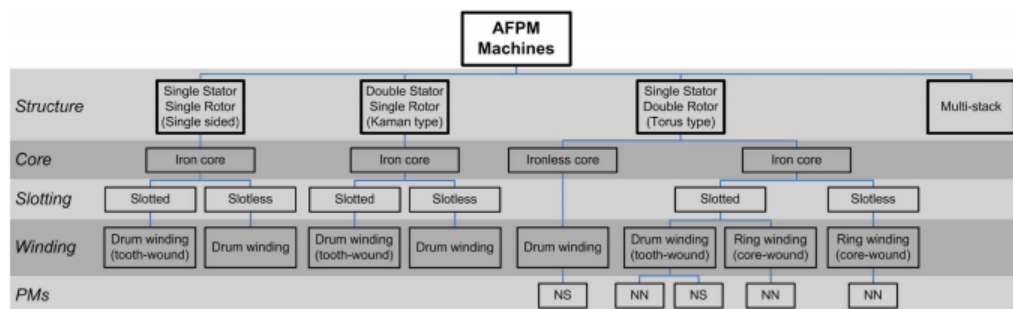 AFPM
Machines
Structure
Single Stator
Single Rotor
(Single sided)
Double Stator
Single Rotor
(Kaman type)
Single Stator
Double Rotor
(Torus type)
Multi-stack
Core
Iron core
Iron core
Ironless core
Iron core
Slotting
Slotted
Slotless
Slotted
Slotless
Slotted
Slotless
Winding
Drum winding
(tooth-wound)
Drum winding
Drum winding
(tooth-wound)
Drum winding
Drum winding
Drum winding
(tooth-wound)
Ring winding
(core-wound)
Ring winding
(core-wound)
PMs
NS
NN
NS
NN
NN